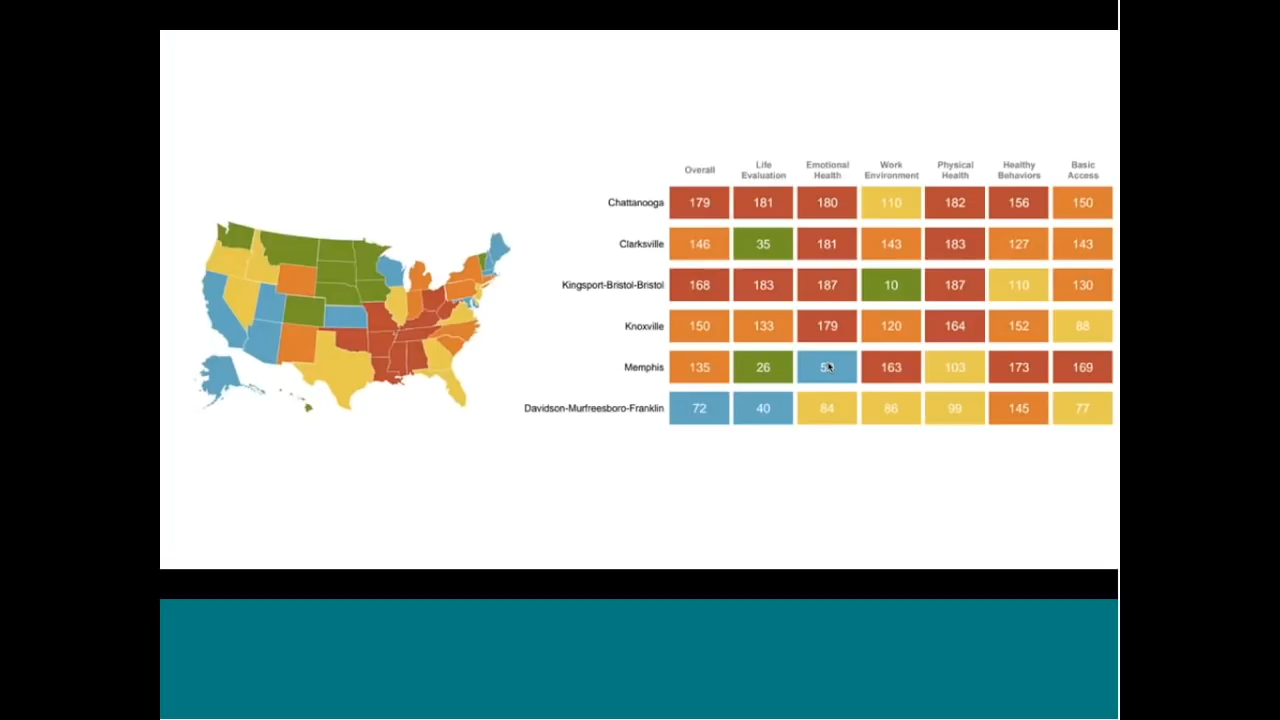 Overall Life Evaluation Emotional Health Work Environment Physical Health Healthy Behaviors Basic Access
Chattanooga 179 181 180 110 182 156 150
Clarksville 146 35 181 143 183 127 143
Kingsport-Bristol-Bristol 168 183 187 10 187 110 130
Knoxville 150 133 179 120 164 152 88
Memphis 135 26 163 103 173 169
Davidson-Murfreesboro-Franklin 72 40 84 86 99 145 77